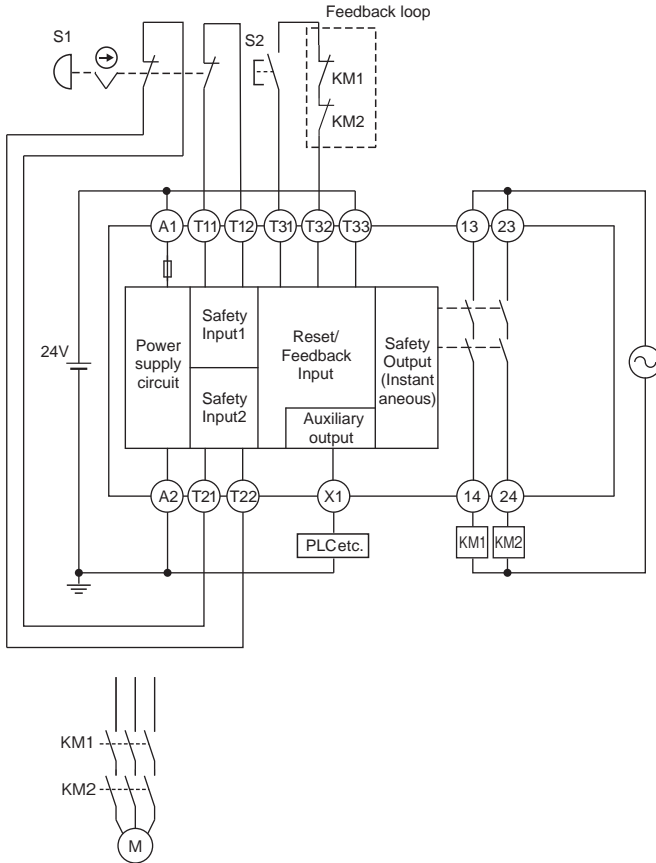 Feedback loop
S1
S2
KM1
KM2
A1
T11
T12
T31
T32
T33
13
23
24V
Power
supply
circuit
Safety
Input1
Safety
Input2
Reset/
Feedback
Input
Auxiliary
output
Safety
Output
(Instant
aneous)
A2
T21
T22
X1
14
24
PLC etc.
KM1
KM2
KM1
KM2
M